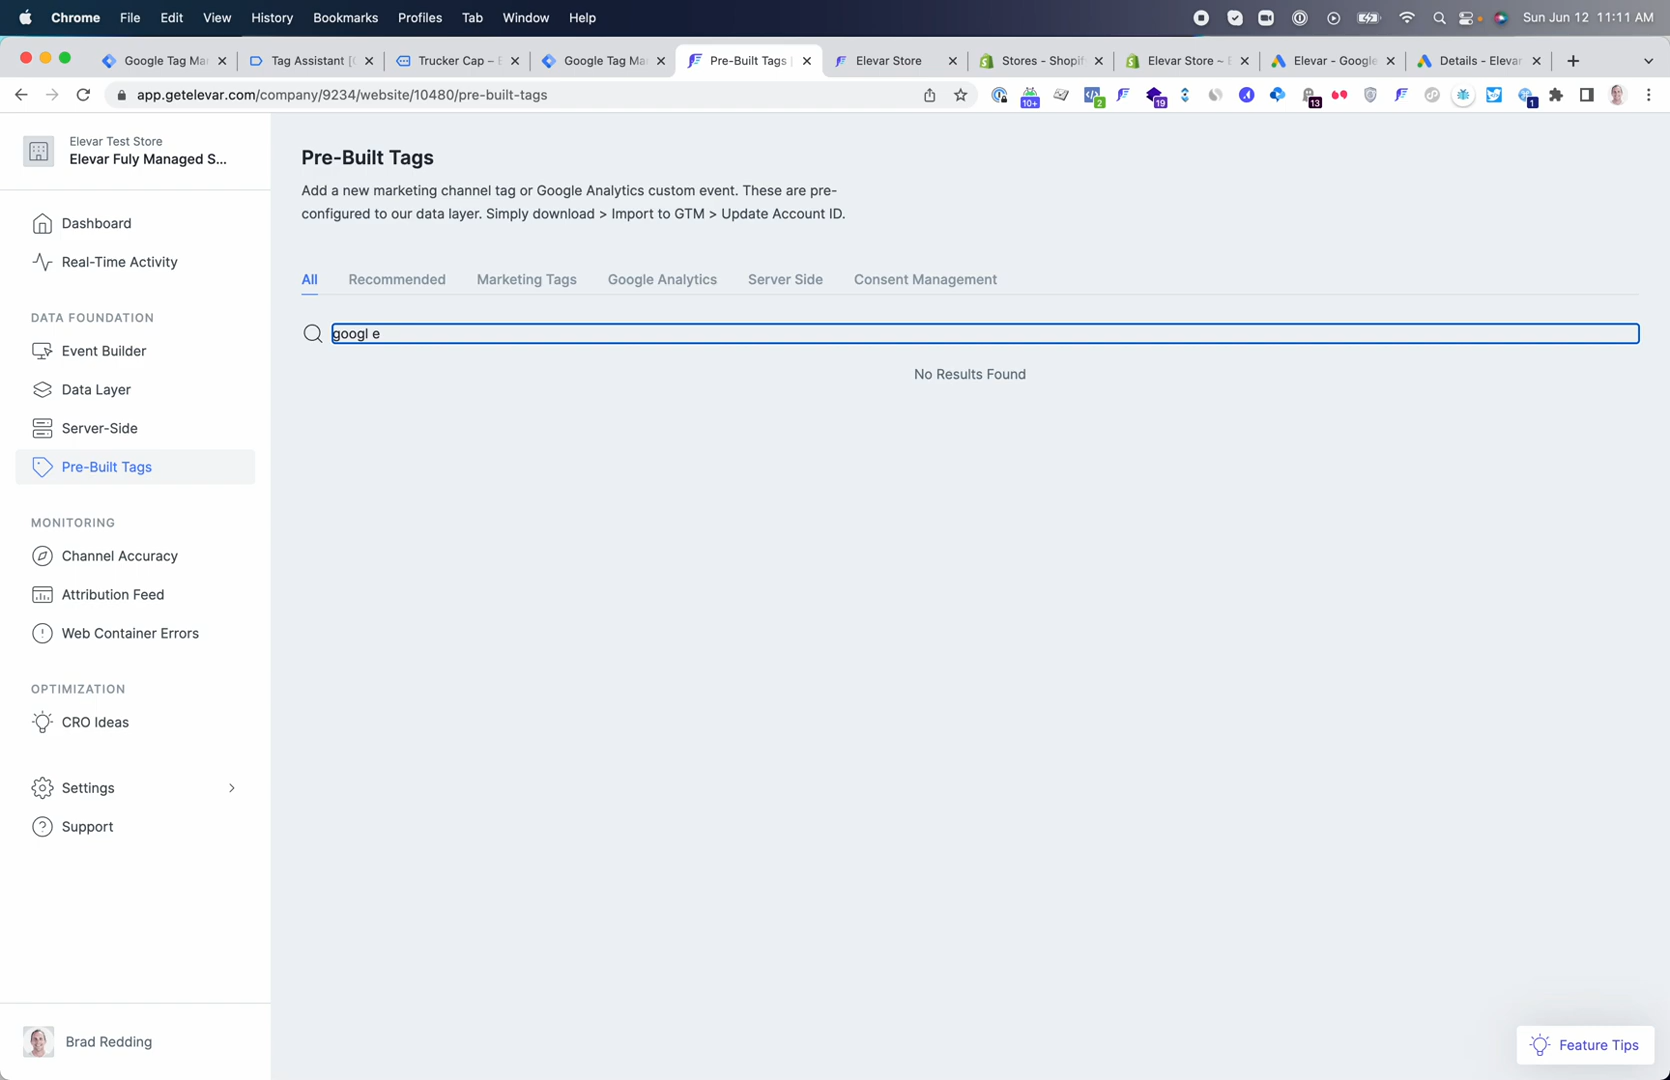 Chrome File Edit View History Bookmarks Profiles Tab Window Help Sun Jun 12 11:11 AM
Google Tag Ma Tag Assistant [ Trucker Cap – E Google Tag Ma Pre-Built Tags Elevar Store Stores - Shopif Elevar Store ~ E Elevar - Google Details - Elevar
app.getelevar.com/company/9234/website/10480/pre-built-tags 10+ 2 19 13 1
Elevar Test Store
Elevar Fuly Managed S...
Dashboard
Real-Time Activity
DATA FOUNDATION
Event Builder
Data Layer
Server-Side
Pre-Built Tags
MONITORING
Channel Accuracy
Attribution Feed
Web Container Errors
OPTIMIZATION
CRO Ideas
Settings
Support
Brad Redding
Pre-Built Tags
Add a new marketing channel tag or Google Analytics custom event. These are pre-
configured to our data layer. Simply download > Import to GTM > Update Account ID.
All Recommended Marketing Tags Google Analytics Server Side Consent Management
googl e
No Results Found
Feature Tips